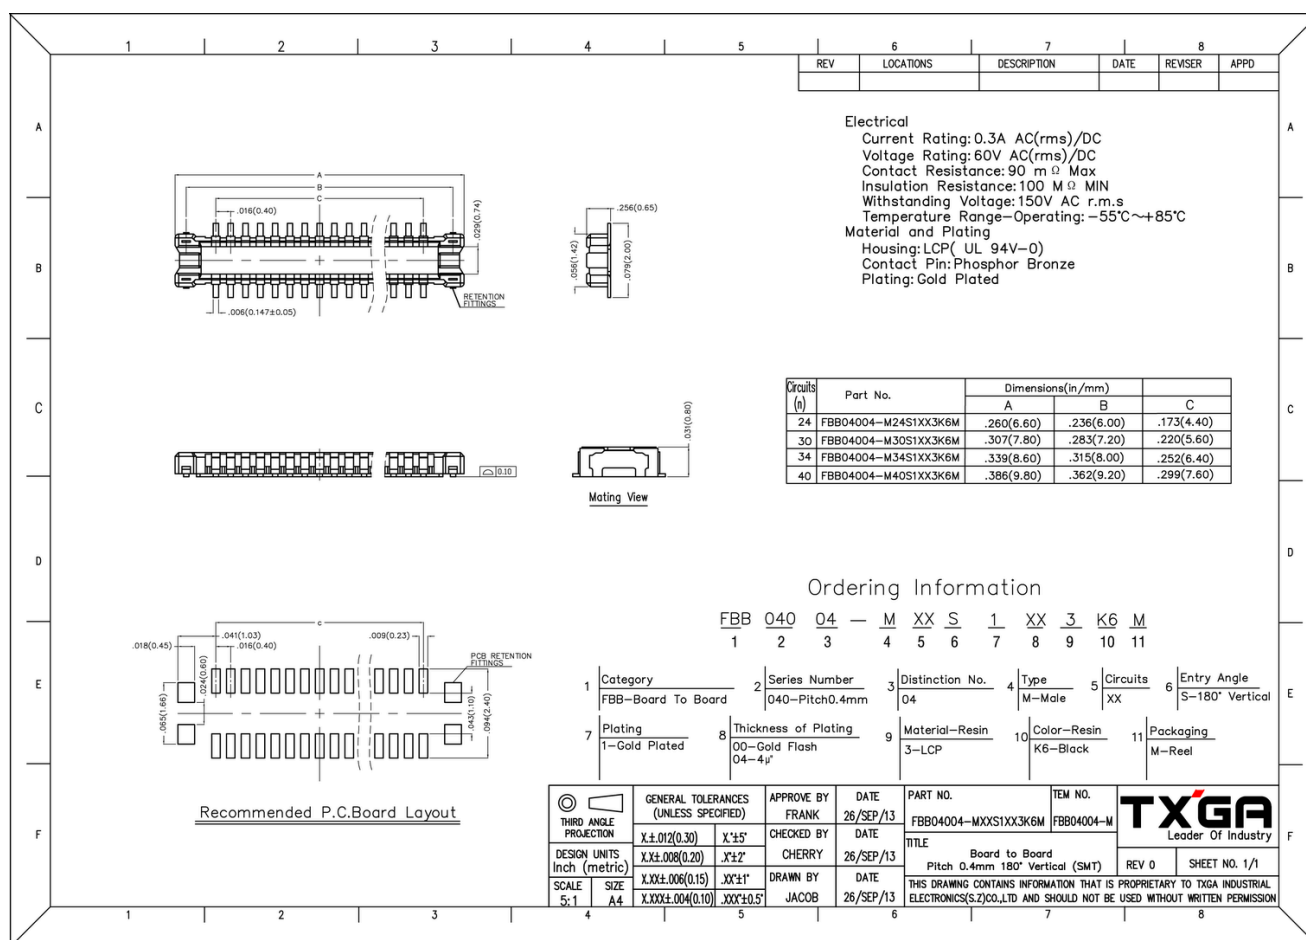 1 2 3 4 5 6 7 8
REV LOCATIONS DESCRIPTION DATE REVISER APPD
A A
B B
C C
D D
E E
F F
Electrical
Current Rating: 0.3A AC(rms)/DC
Voltage Rating: 60V AC(rms)/DC
Contact Resistance: 90 m Ω Max
Insulation Resistance: 100 M Ω MIN
Withstanding Voltage: 150V AC r.m.s
Temperature Range-Operating: -55°C~+85°C
Material and Plating
Housing: LCP( UL 94V-0)
Contact Pin: Phosphor Bronze
Plating: Gold Plated
A
B
C
.016(0.40)
.029(0.74)
RETENTION
FITTINGS
.006(0.147±0.05)
.256(0.65)
.056(1.42)
.079(2.00)
0.10
.031(0.80)
Mating View
Circuits (n) Part No. Dimensions(in/mm)
A B C
24 FBB04004-M24S1XX3K6M .260(6.60) .236(6.00) .173(4.40)
30 FBB04004-M30S1XX3K6M .307(7.80) .283(7.20) .220(5.60)
34 FBB04004-M34S1XX3K6M .339(8.60) .315(8.00) .252(6.40)
40 FBB04004-M40S1XX3K6M .386(9.80) .362(9.20) .299(7.60)
c
.041(1.03)
.009(0.23)
.018(0.45)
.016(0.40)
PCB RETENTION
FITTINGS
.024(0.60)
.065(1.66)
.043(1.10)
.094(2.40)
Recommended P.C.Board Layout
Ordering Information
FBB 040 04 - M XX S 1 XX 3 K6 M
1 2 3 4 5 6 7 8 9 10 11
1 Category
FBB-Board To Board
2 Series Number
040-Pitch0.4mm
3 Distinction No.
04
4 Type
M-Male
5 Circuits
XX
6 Entry Angle
S-180° Vertical
7 Plating
1-Gold Plated
8 Thickness of Plating
00-Gold Flash
04-4μ"
9 Material-Resin
3-LCP
10 Color-Resin
K6-Black
11 Packaging
M-Reel
THIRD ANGLE
PROJECTION
DESIGN UNITS
Inch (metric)
SCALE SIZE
5:1 A4
GENERAL TOLERANCES
(UNLESS SPECIFIED)
X.±.012(0.30) X.°±5°
X.X±.008(0.20) .X°±2°
X.XX±.006(0.15) .XX°±1°
X.XXX±.004(0.10) .XXX°±0.5°
APPROVE BY DATE
FRANK 26/SEP/13
CHECKED BY DATE
CHERRY 26/SEP/13
DRAWN BY DATE
JACOB 26/SEP/13
PART NO. TEM NO.
FBB04004-MXXS1XX3K6M FBB04004-M
TITLE
Board to Board
Pitch 0.4mm 180° Vertical (SMT)
TXGA
Leader Of Industry
REV 0 SHEET NO. 1/1
THIS DRAWING CONTAINS INFORMATION THAT IS PROPRIETARY TO TXGA INDUSTRIAL
ELECTRONICS(S.Z)CO.,LTD AND SHOULD NOT BE USED WITHOUT WRITTEN PERMISSION
1 2 3 4 5 6 7 8